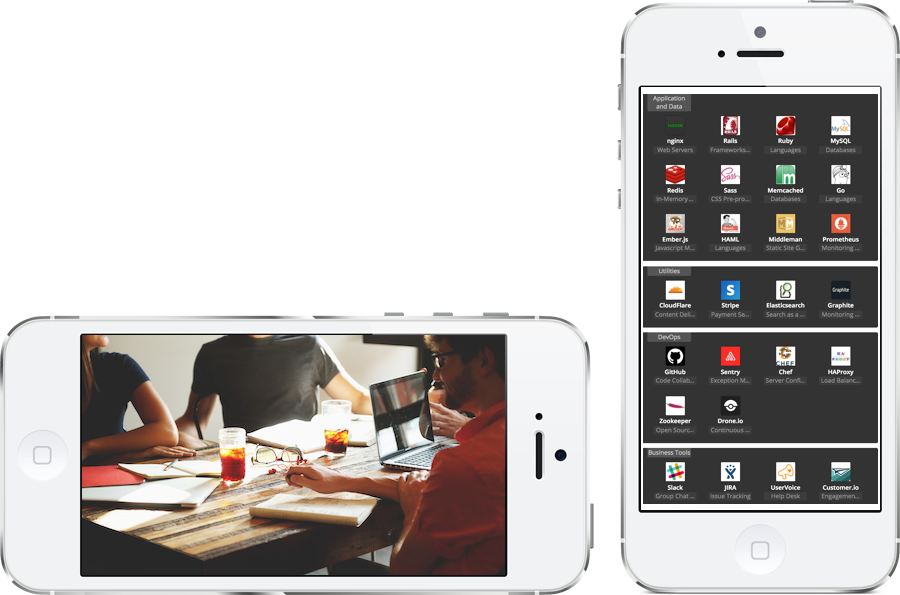 Application
and Data
nginx
Rails
Ruby
MySQL
Web Servers
Frameworks...
Languages
Databases
Redis
Sass
Memcached
Go
In-Memory ...
CSS Pre-pro...
Databases
Languages
Ember.js
HAML
Middleman
Prometheus
Javascript M...
Languages
Static Site G...
Monitoring ...
Utilities
CloudFlare
Stripe
Elasticsearch
Graphite
Content Deli...
Payment Se...
Search as a ...
Monitoring ...
DevOps
GitHub
Sentry
Chef
HAProxy
Code Collab...
Exception M...
Server Confi...
Load Balanc...
Zookeeper
Drone.io
Open Sourc...
Continuous ...
Business Tools
Slack
JIRA
UserVoice
Customer.io
Group Chat ...
Issue Tracking
Help Desk
Engagemen...